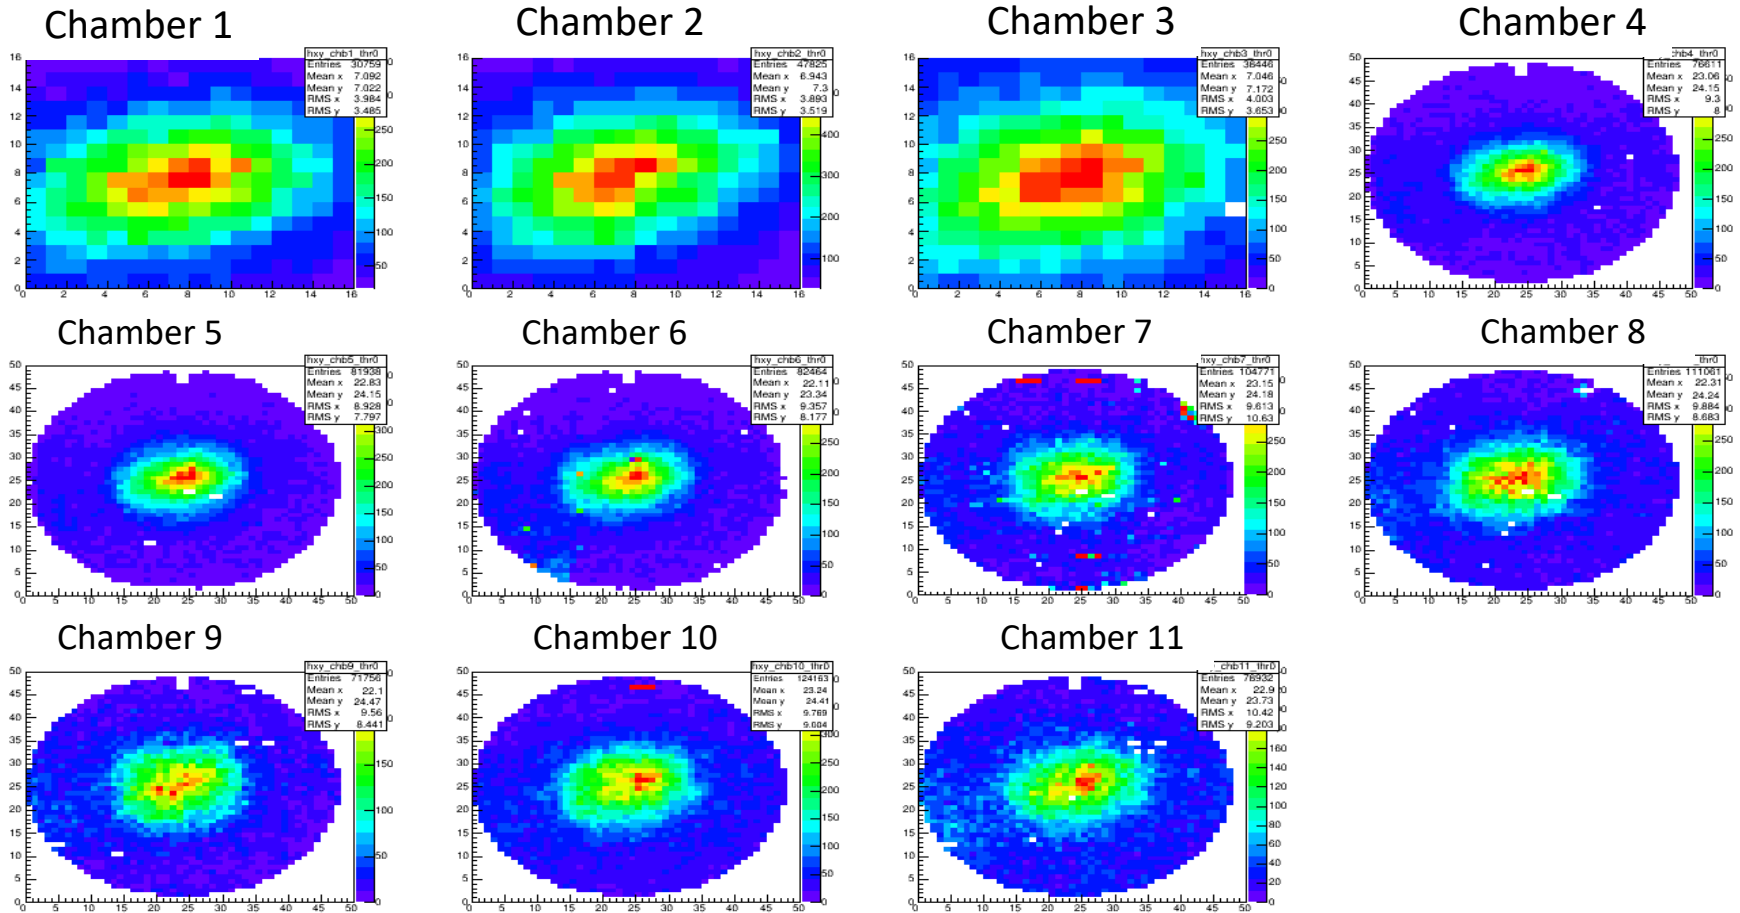 Chamber 1
hxy_chb1_thr0
Entries 30759
Mean x 7.092
Mean y 7.022
RMS x 3.984
RMS y 3.485
Chamber 2
hxy_chb2_thr0
Entries 47825
Mean x 6.943
Mean y 7.3
RMS x 3.893
RMS y 3.519
Chamber 3
hxy_chb3_thr0
Entries 38446
Mean x 7.046
Mean y 7.172
RMS x 4.003
RMS y 3.653
Chamber 4
chb4_thr0
Entries 76611
Mean x 23.06
Mean y 24.15
RMS x 9.3
RMS y 8
Chamber 5
hxy_chb5_thr0
Entries 81938
Mean x 22.83
Mean y 24.15
RMS x 8.928
RMS y 7.797
Chamber 6
hxy_chb6_thr0
Entries 82464
Mean x 22.11
Mean y 23.34
RMS x 9.357
RMS y 8.177
Chamber 7
hxy_chb7_thr0
Entries 104771
Mean x 23.15
Mean y 24.18
RMS x 9.613
RMS y 10.63
Chamber 8
thr0
Entries 111061
Mean x 22.31
Mean y 24.24
RMS x 9.884
RMS y 8.683
Chamber 9
hxy_chb9_thr0
Entries 71756
Mean x 22.1
Mean y 24.47
RMS x 9.56
RMS y 8.441
Chamber 10
hxy_chb10_thr0
Entries 124163
Mean x 23.24
Mean y 24.41
RMS x 9.769
RMS y
Chamber 11
_chb11_thr0
Entries 78932
Mean x 22.9
Mean y 23.73
RMS x 10.42
RMS y 9.203